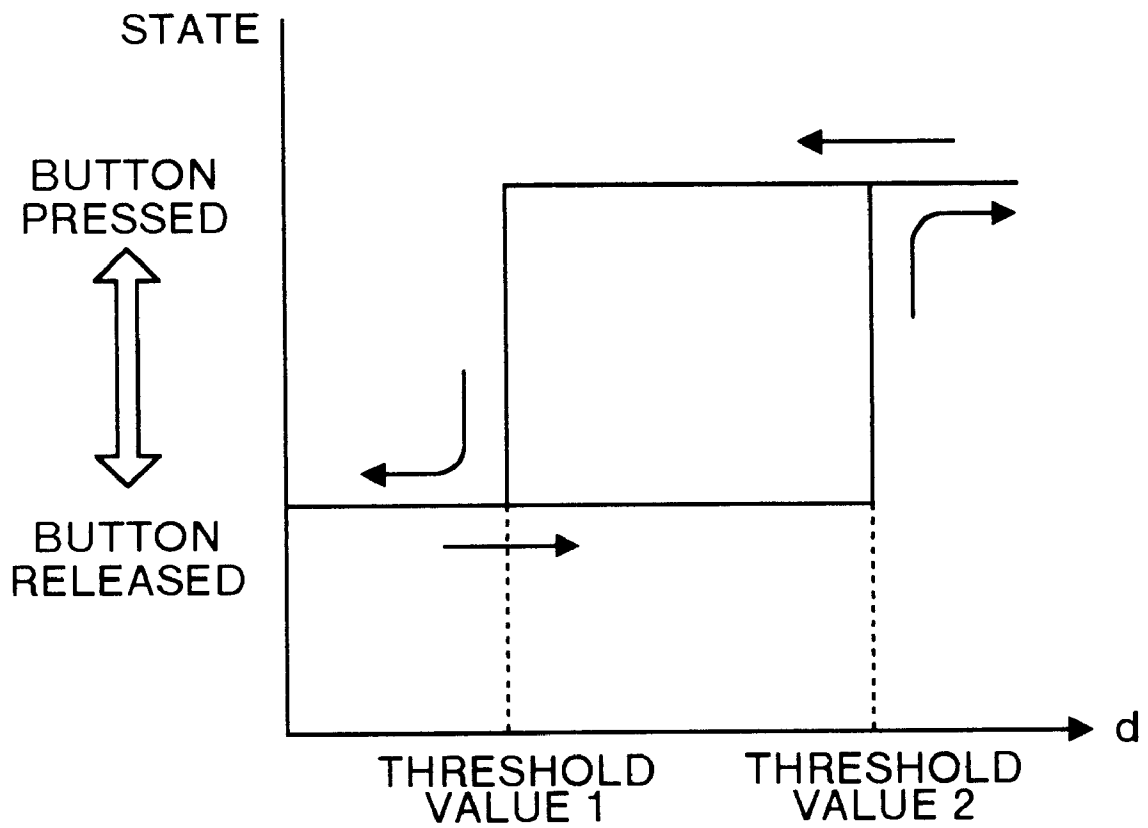 STATE
BUTTON
PRESSED
BUTTON
RELEASED
d
THRESHOLD
VALUE 1
THRESHOLD
VALUE 2